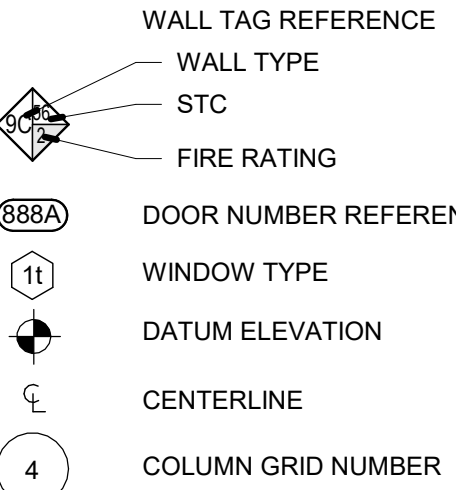 WALL TAG REFERENCE
WALL TYPE
9C 56
STC
2
FIRE RATING
888A DOOR NUMBER REFEREN
1t WINDOW TYPE
DATUM ELEVATION
℄ CENTERLINE
4 COLUMN GRID NUMBER